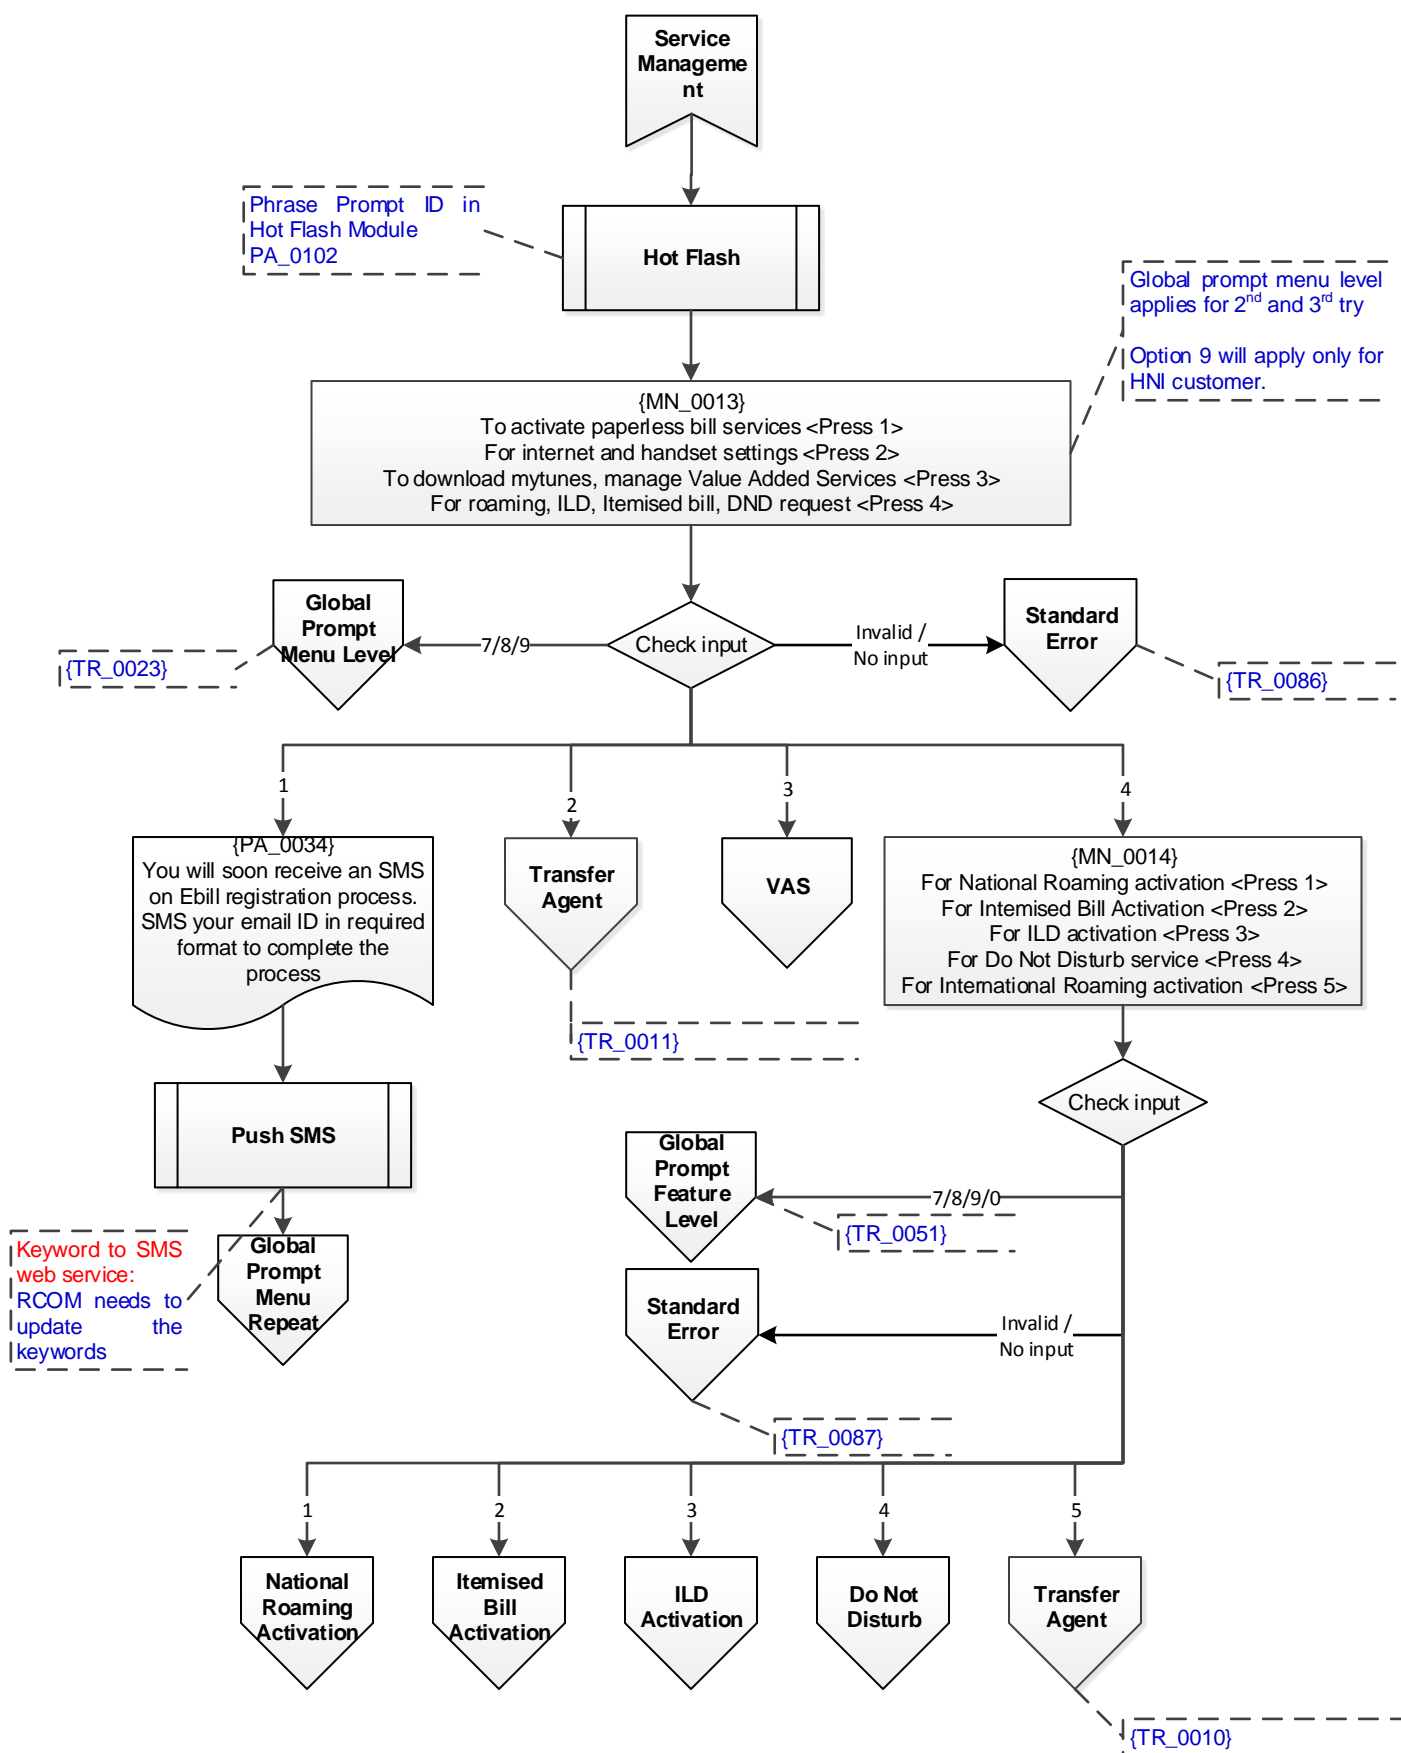 Service
Manageme
nt
Phrase Prompt ID in
Hot Flash Module
PA_0102
Hot Flash
Global prompt menu level
applies for 2nd and 3rd try
Option 9 will apply only for
HNI customer.
{MN_0013}
To activate paperless bill services <Press 1>
For internet and handset settings <Press 2>
To download mytunes, manage Value Added Services <Press 3>
For roaming, ILD, Itemised bill, DND request <Press 4>
Global
Prompt
Menu Level
{TR_0023}
7/8/9
Check input
Invalid /
No input
Standard
Error
{TR_0086}
1
2
3
4
{PA_0034}
You will soon receive an SMS
on Ebill registration process.
SMS your email ID in required
format to complete the
process
Transfer
Agent
{TR_0011}
VAS
{MN_0014}
For National Roaming activation <Press 1>
For Intemised Bill Activation <Press 2>
For ILD activation <Press 3>
For Do Not Disturb service <Press 4>
For International Roaming activation <Press 5>
Push SMS
Check input
Global
Prompt
Feature
Level
7/8/9/0
{TR_0051}
Keyword to SMS
web service:
RCOM needs to
update the
keywords
Global
Prompt
Menu
Repeat
Standard
Error
Invalid /
No input
{TR_0087}
1
2
3
4
5
National
Roaming
Activation
Itemised
Bill
Activation
ILD
Activation
Do Not
Disturb
Transfer
Agent
{TR_0010}